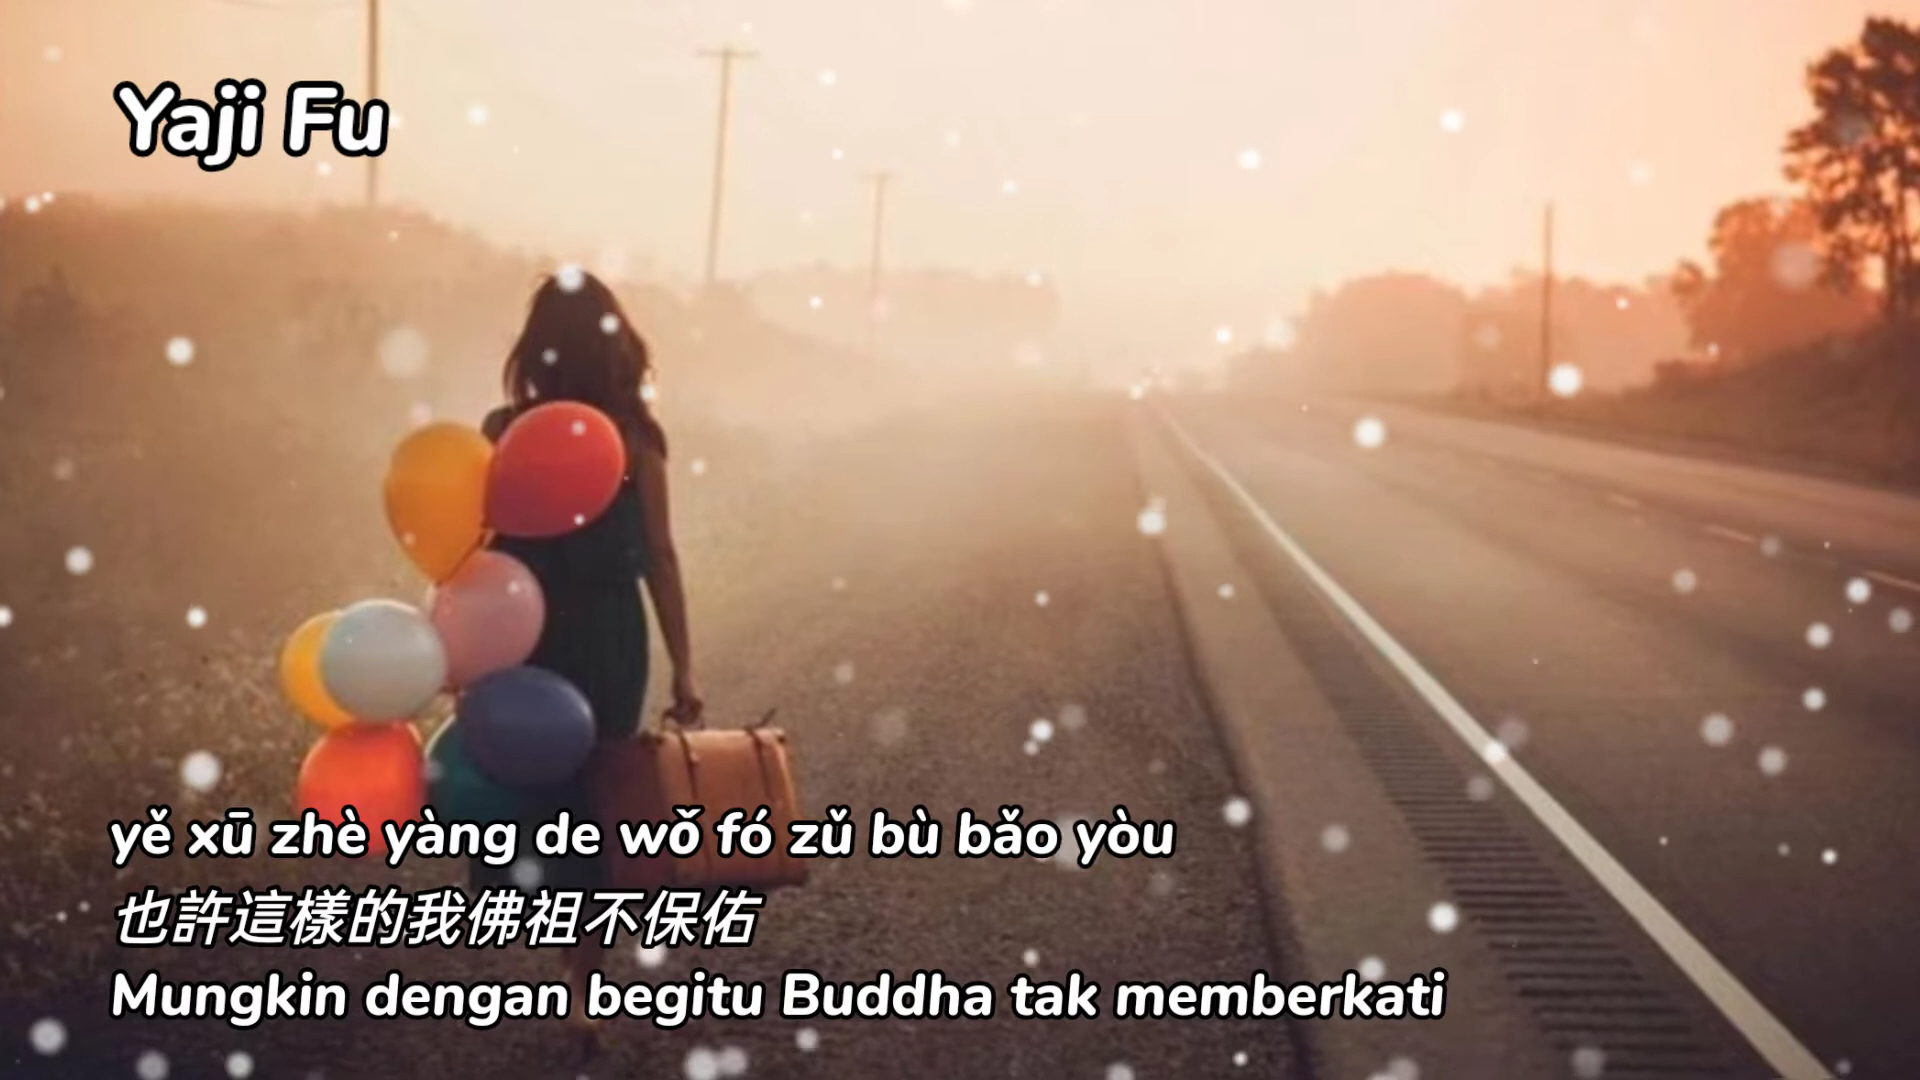 Yaji Fu
yě xū zhè yàng de wǒ fó zǔ bù bǎo yòu
也許這樣的我佛祖不保佑
Mungkin dengan begitu Buddha tak memberkati